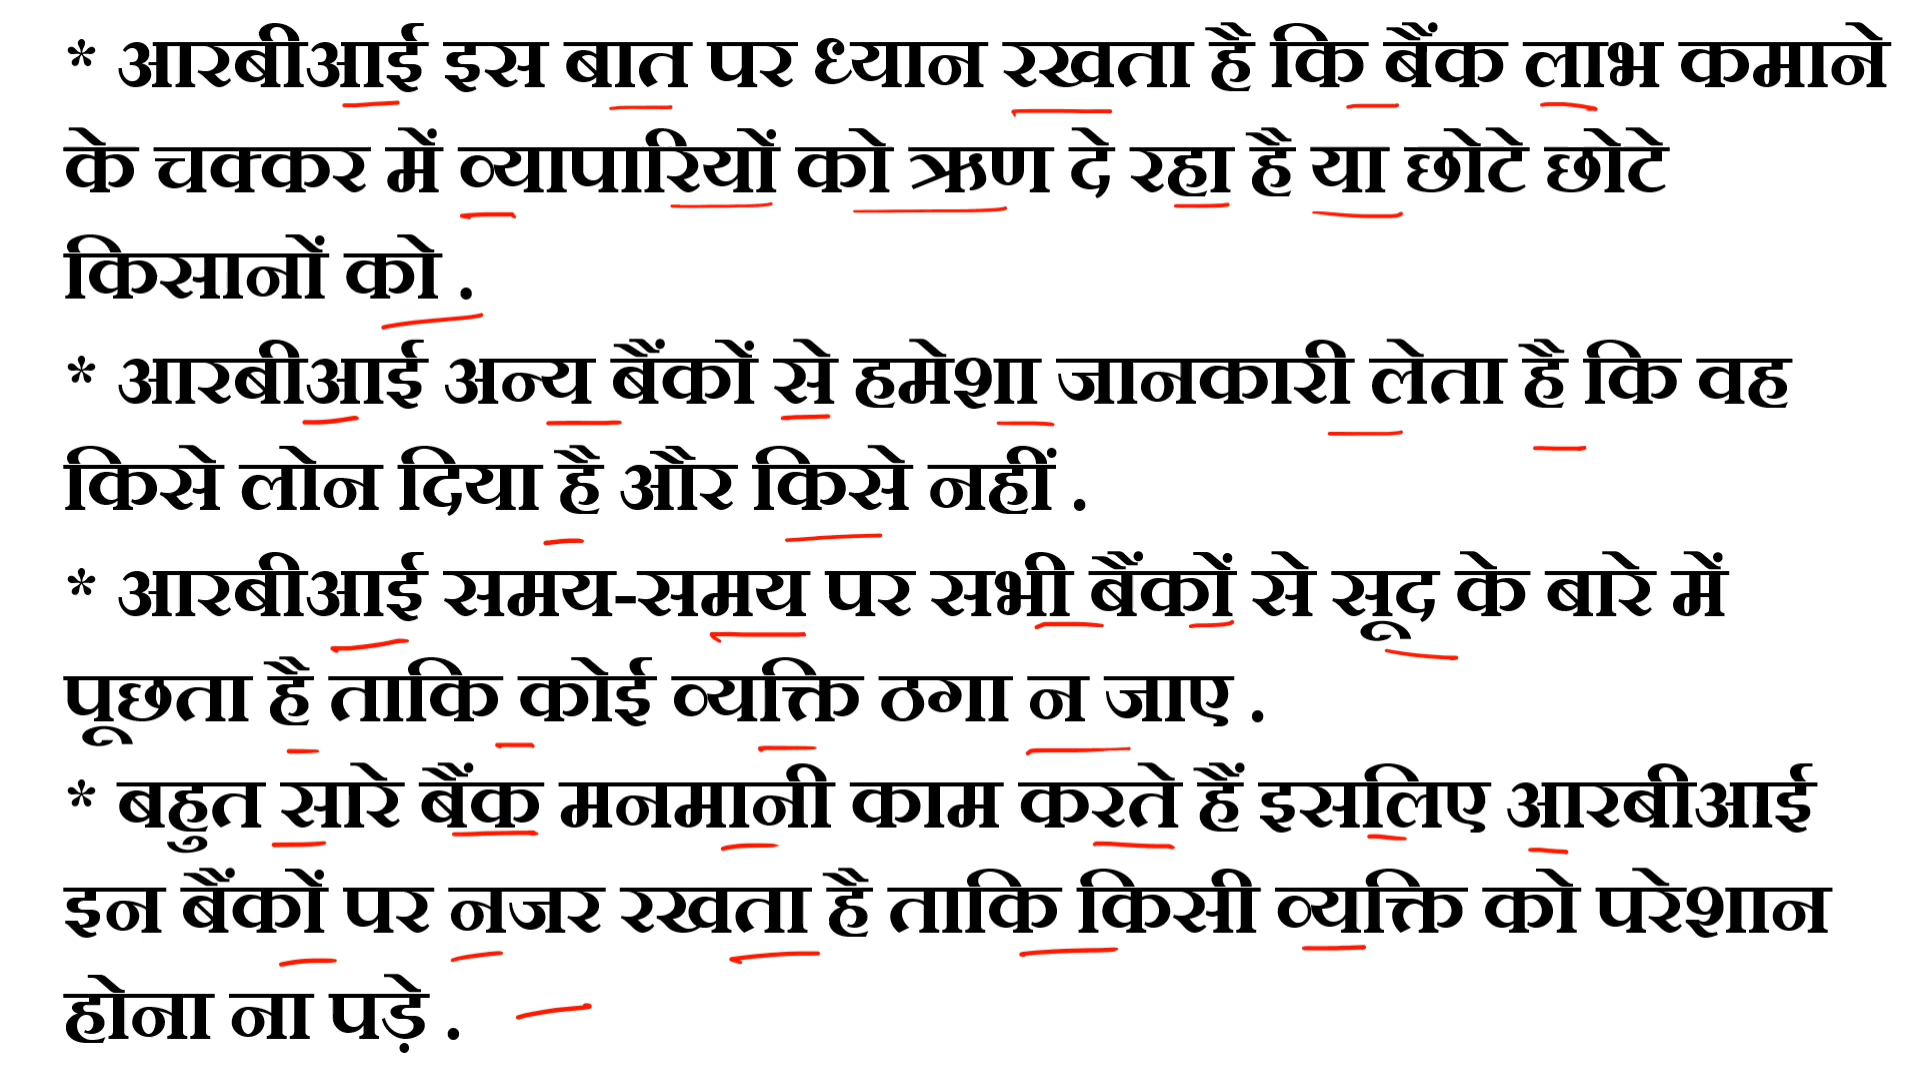 * आरबीआई इस बात पर ध्यान रखता है कि बैंक लाभ कमाने
के चक्कर में व्यापारियों को ऋण दे रहा है या छोटे छोटे
किसानों को .
* आरबीआई अन्य बैंकों से हमेशा जानकारी लेता है कि वह
किसे लोन दिया है और किसे नहीं .
* आरबीआई समय-समय पर सभी बैंकों से सूद के बारे में
पूछता है ताकि कोई व्यक्ति ठगा न जाए .
* बहुत सारे बैंक मनमानी काम करते हैं इसलिए आरबीआई
इन बैंकों पर नजर रखता है ताकि किसी व्यक्ति को परेशान
होना ना पड़े .